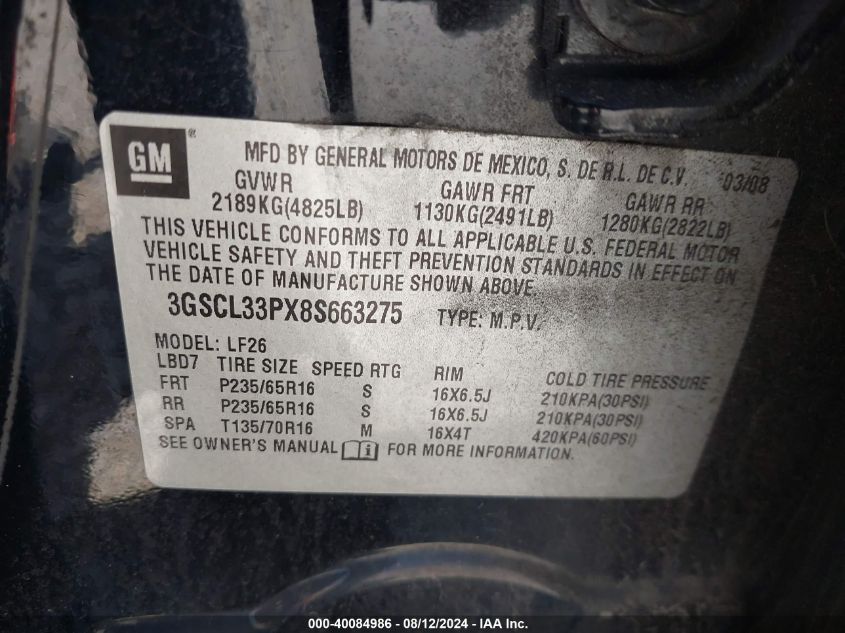 GM ®
MFD BY GENERAL MOTORS DE MEXICO, S. DE R.L. DE C.V. 03/08
GVWR GAWR FRT GAWR RR
2189KG(4825LB) 1130KG(2491LB) 1280KG(2822LB)
THIS VEHICLE CONFORMS TO ALL APPLICABLE U.S. FEDERAL MOTOR
VEHICLE SAFETY AND THEFT PREVENTION STANDARDS IN EFFECT ON
THE DATE OF MANUFACTURE SHOWN ABOVE.
3GSCL33PX8S663275 TYPE: M.P.V.
MODEL: LF26
LBD7 TIRE SIZE SPEED RTG RIM COLD TIRE PRESSURE
FRT P235/65R16 S 16X6.5J 210KPA(30PSI)
RR P235/65R16 S 16X6.5J 210KPA(30PSI)
SPA T135/70R16 M 16X4T 420KPA(60PSI)
SEE OWNER'S MANUAL i FOR MORE INFORMATION.
000-40084986 - 08/12/2024 - IAA Inc.